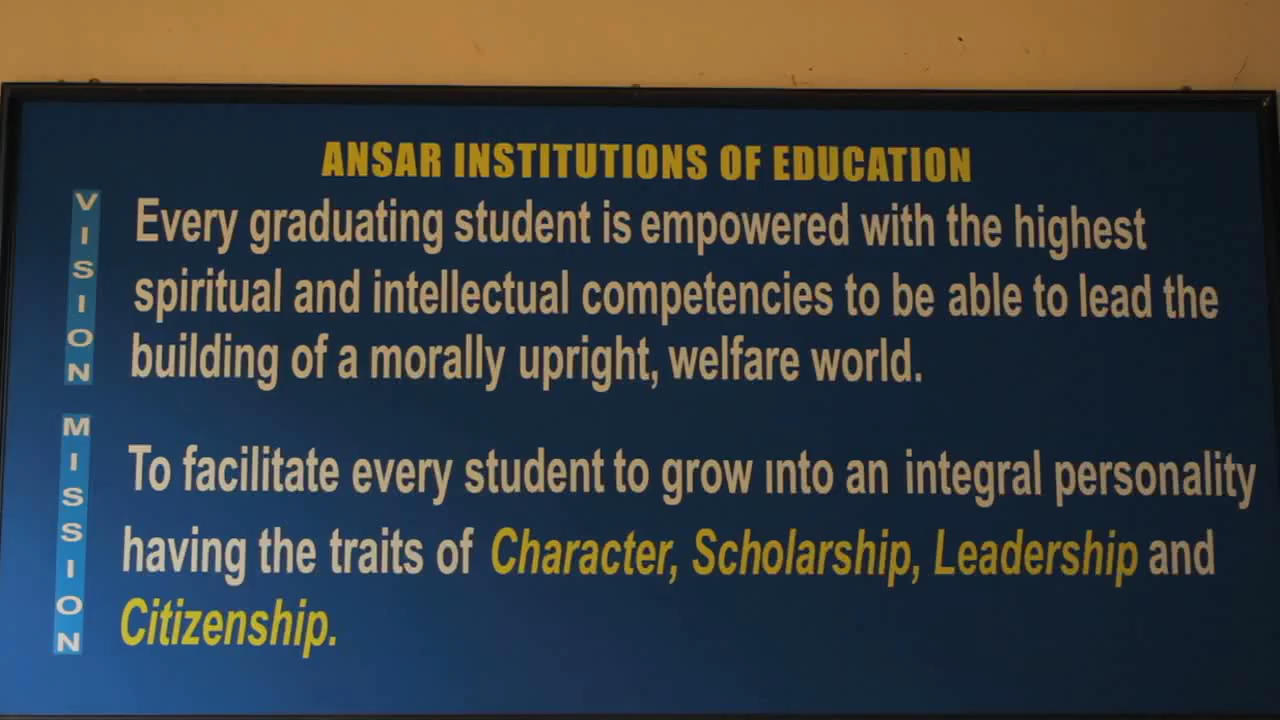 ANSAR INSTITUTIONS OF EDUCATION
VISION
Every graduating student is empowered with the highest
spiritual and intellectual competencies to be able to lead the
building of a morally upright, welfare world.
MISSION
To facilitate every student to grow into an integral personality
having the traits of Character, Scholarship, Leadership and
Citizenship.